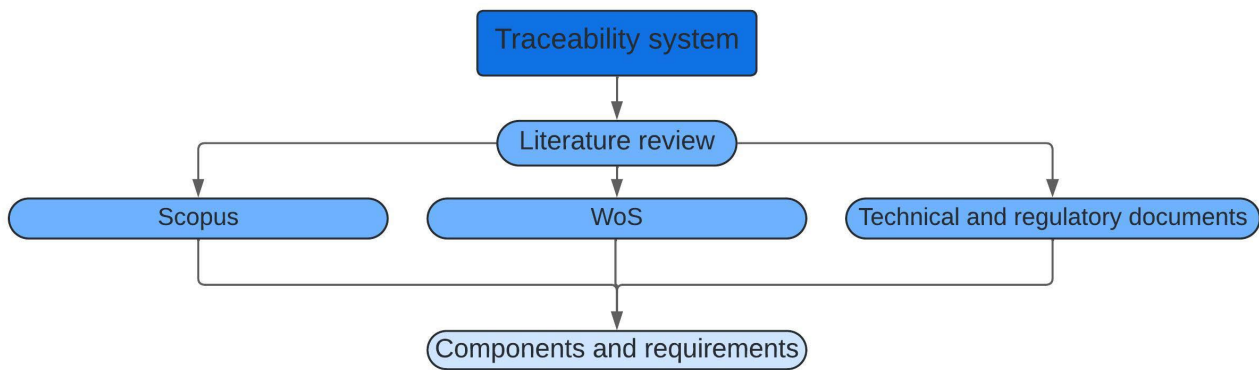 Traceability system
Literature review
Scopus
WoS
Technical and regulatory documents
Components and requirements